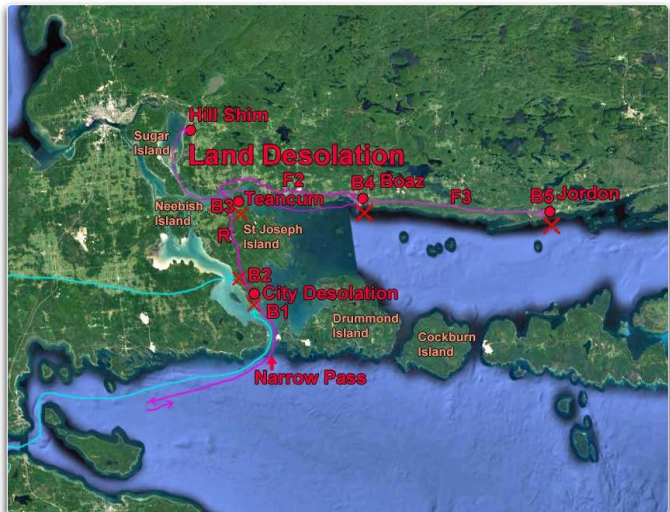 Hill Shim
Sugar
Island
Land Desolation
F2
B4 Boaz
F3
B5 Jordon
Teancum
B3
Neebish
Island
R
St Joseph
Island
B2
City Desolation
B1
Drummond
Island
Cockburn
Island
Narrow Pass